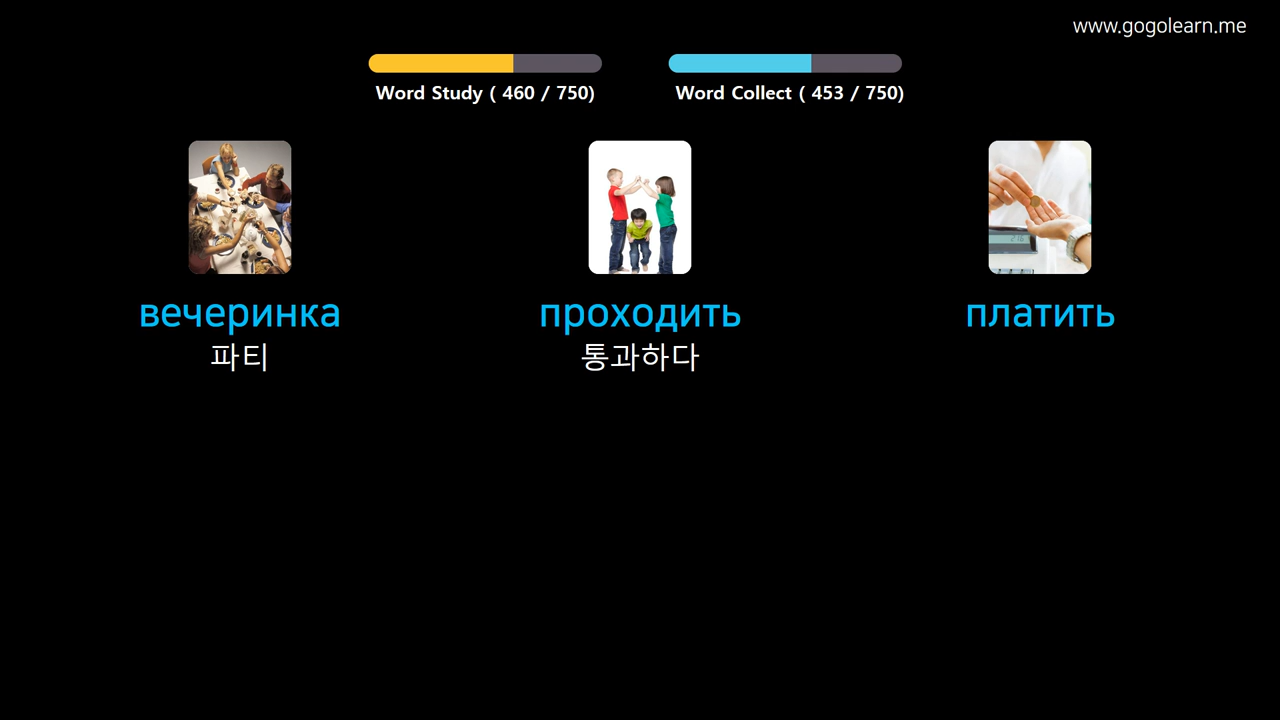 www.gogolearn.me
Word Study ( 460 / 750)
Word Collect ( 453 / 750)
вечеринка
파티
проходить
통과하다
платить